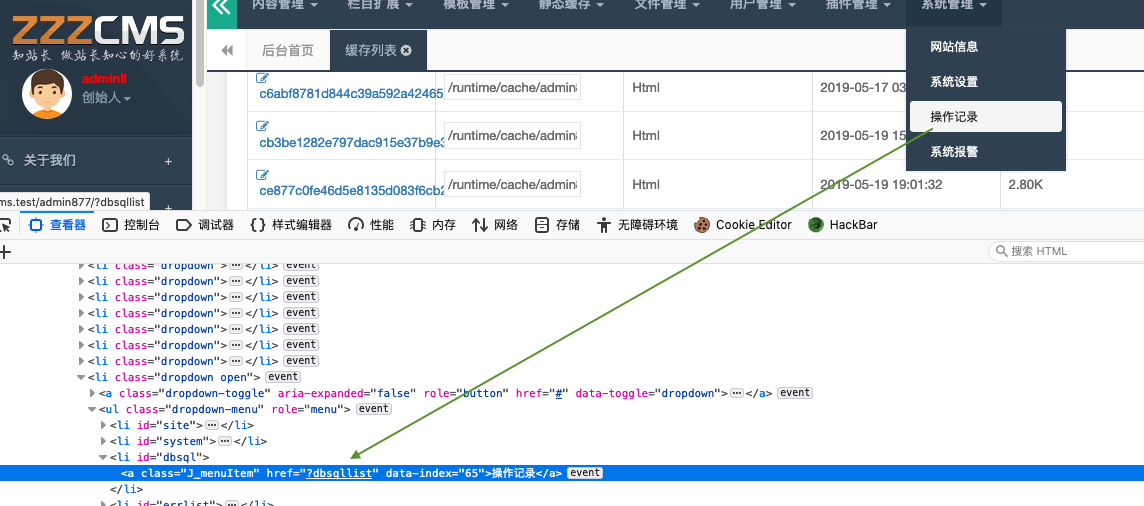 内容管理 栏目扩展 模板管理 静态缓存 文件管理 用户管理 插件管理 系统管理
ZZZCMS
知站长 做站长知心的好系统
adminll
创始人
关于我们 +
ms.test/admin877/?dbsqllist
后台首页 缓存列表
c6abf8781d844c39a592a42465 /runtime/cache/admin Html 2019-05-17 03
cb3be1282e797dac915e37b9e3 /runtime/cache/admin Html 2019-05-19 15
ce877c0fe46d5e8135d083f6cb2 /runtime/cache/admin Html 2019-05-19 19:01:32 2.80K
网站信息
系统设置
操作记录
系统报警
查看器 控制台 调试器 样式编辑器 性能 内存 网络 存储 无障碍环境 Cookie Editor HackBar
+ 搜索 HTML
<li class="dropdown">⋯</li> event
<li class="dropdown">⋯</li> event
<li class="dropdown">⋯</li> event
<li class="dropdown">⋯</li> event
<li class="dropdown">⋯</li> event
<li class="dropdown">⋯</li> event
<li class="dropdown">⋯</li> event
<li class="dropdown open"> event
<a class="dropdown-toggle" aria-expanded="false" role="button" href="#" data-toggle="dropdown">⋯</a> event
<ul class="dropdown-menu" role="menu"> event
<li id="site">⋯</li>
<li id="system">⋯</li>
<li id="dbsql">
<a class="J_menuItem" href="?dbsqllist" data-index="65">操作记录</a> event
</li>
<li id="errlist">⋯</li>